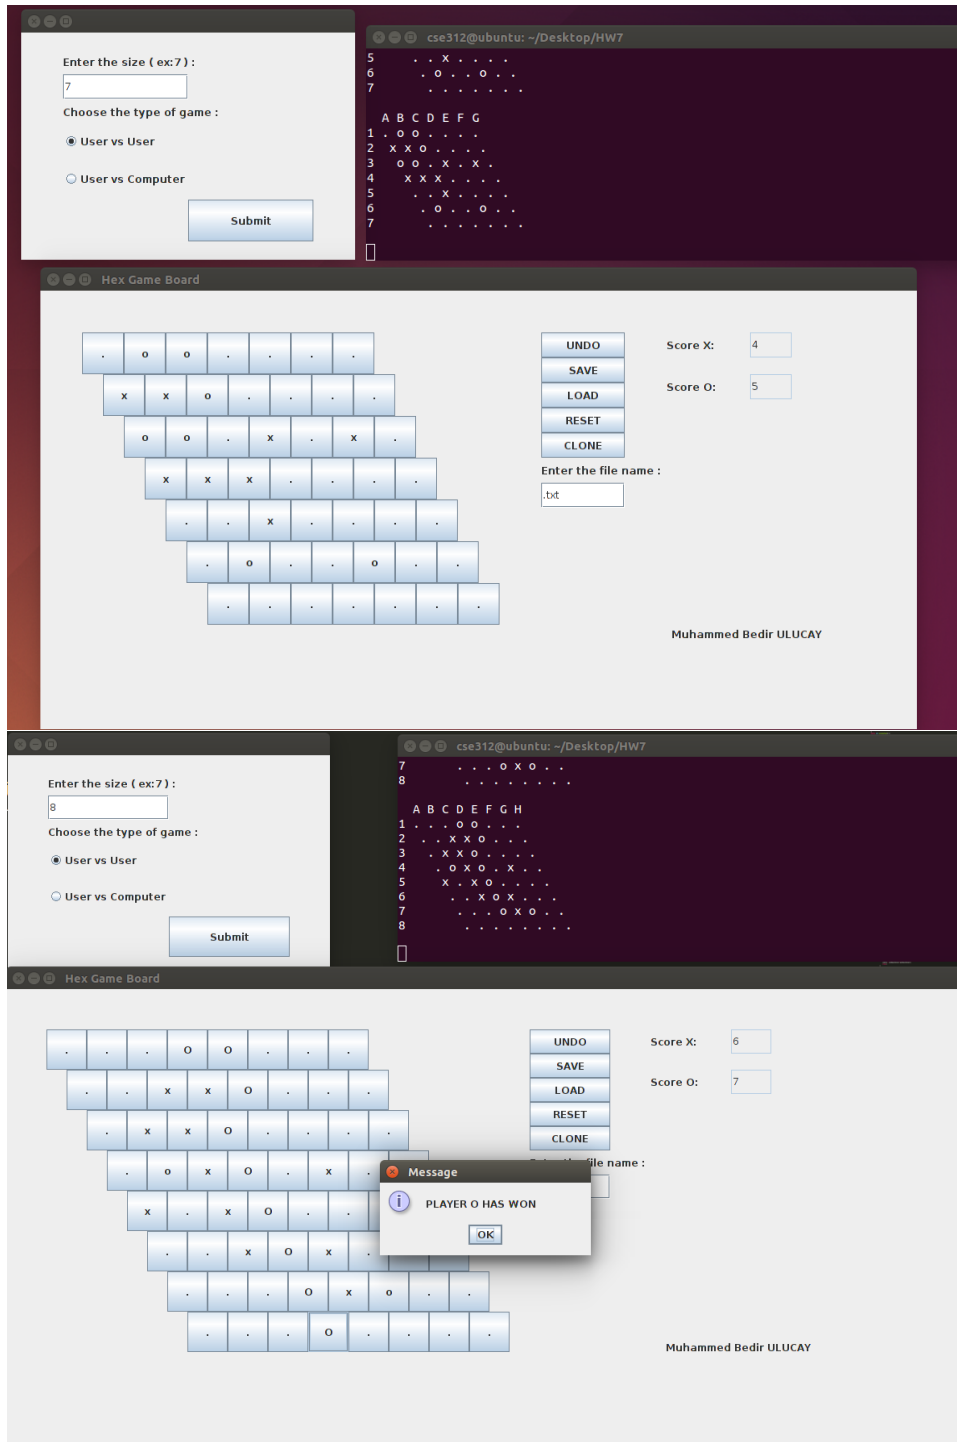 Enter the size ( ex:7 ) :
7
Choose the type of game :
User vs User
User vs Computer
Submit
cse312@ubuntu: ~/Desktop/HW7
5 . . x . . . .
6 . o . . o . .
7 . . . . . . .
A B C D E F G
1 . o o . . . .
2 x x o . . . .
3 o o . x . x .
4 x x x . . . .
5 . . x . . . .
6 . o . . o . .
7 . . . . . . .
Hex Game Board
. o o . . . .
x x o . . . .
o o . x . x .
x x x . . . .
. . x . . . .
. o . . o . .
. . . . . . .
UNDO
SAVE
LOAD
RESET
CLONE
Enter the file name :
.txt
Score X: 4
Score O: 5
Muhammed Bedir ULUCAY
Enter the size ( ex:7 ) :
8
Choose the type of game :
User vs User
User vs Computer
Submit
cse312@ubuntu: ~/Desktop/HW7
7 . . . o x o . .
8 . . . . . . . .
A B C D E F G H
1 . . . o o . . .
2 . . x x o . . .
3 . x x o . . . .
4 . o x o . x . .
5 x . x o . . . .
6 . . x o x . . .
7 . . . o x o . .
8 . . . . . . . .
Hex Game Board
. . . O O . . .
. . x x O . . .
. x x O . . . .
. o x O . x .
x . x O . .
. . x O x .
. . . O x o . .
. . . O . . . .
UNDO
SAVE
LOAD
RESET
CLONE
file name :
Score X: 6
Score O: 7
Message
PLAYER O HAS WON
OK
Muhammed Bedir ULUCAY